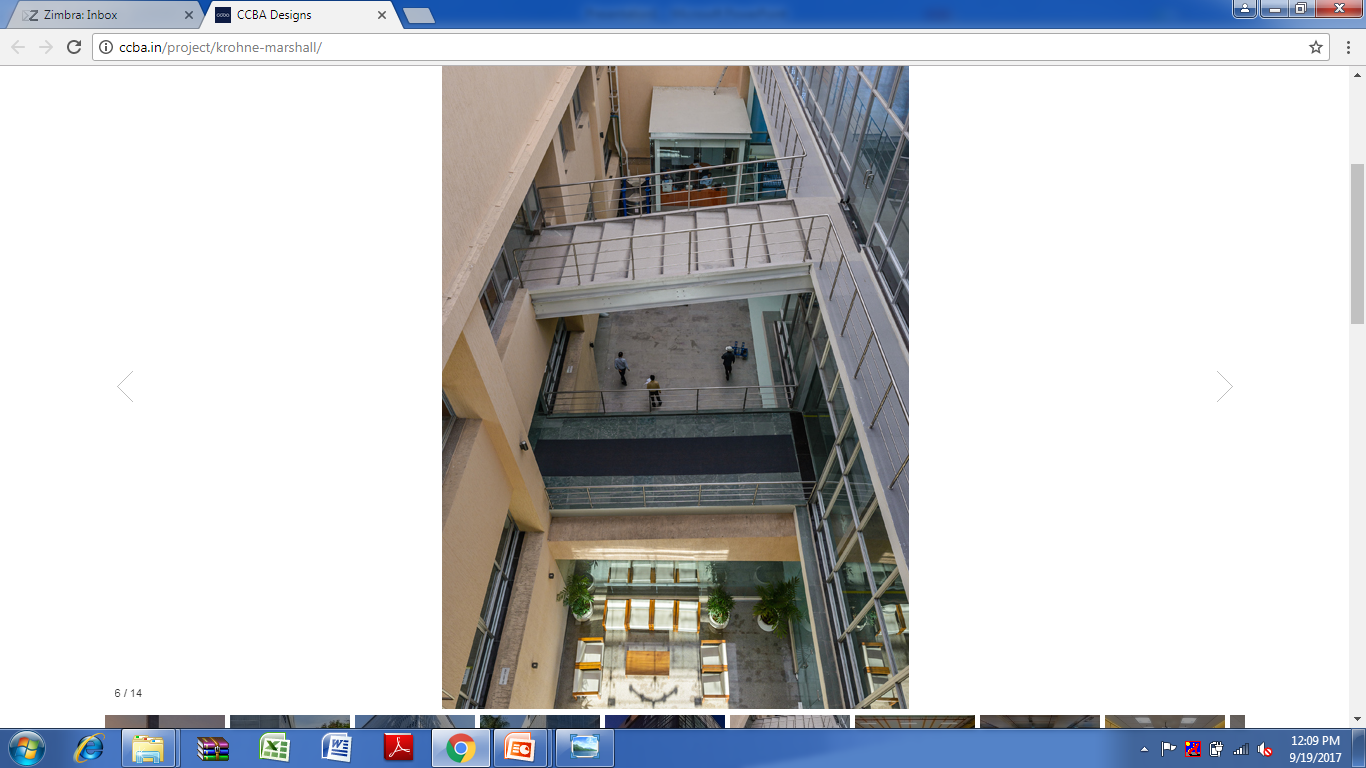 Zimbra: Inbox
CCBA Designs
ccba.in/project/krohne-marshall/
6 / 14
12:09 PM
9/19/2017